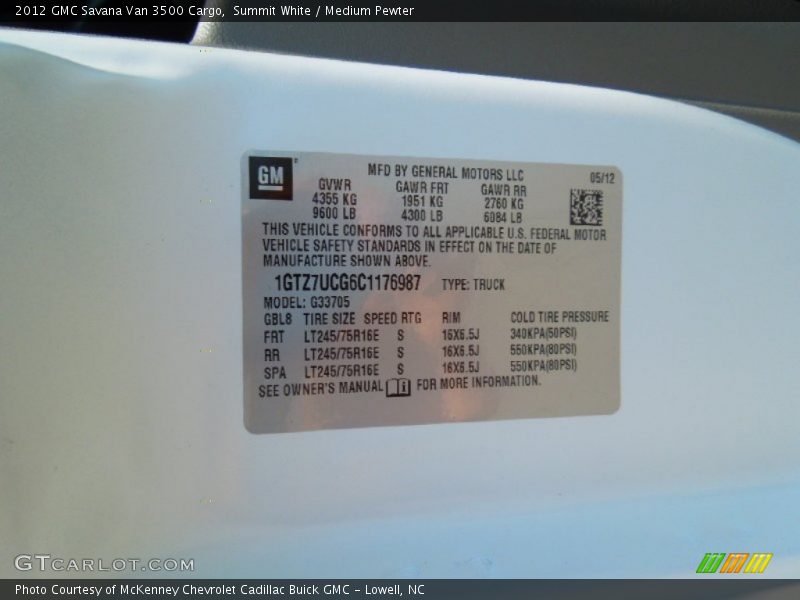 2012 GMC Savana Van 3500 Cargo,  Summit White / Medium Pewter
GM
MFD BY GENERAL MOTORS LLC 05/12
GVWR GAWR FRT GAWR RR
4355 KG 1951 KG 2760 KG
9600 LB 4300 LB 6084 LB
THIS VEHICLE CONFORMS TO ALL APPLICABLE U.S. FEDERAL MOTOR
VEHICLE SAFETY STANDARDS IN EFFECT ON THE DATE OF
MANUFACTURE SHOWN ABOVE.
1GTZ7UCG6C1176987 TYPE: TRUCK
MODEL: G33705
GBL8 TIRE SIZE SPEED RTG RIM COLD TIRE PRESSURE
FRT LT245/75R16E S 16X6.5J 340KPA(50PSI)
RR LT245/75R16E S 16X6.5J 550KPA(80PSI)
SPA LT245/75R16E S 16X6.5J 550KPA(80PSI)
SEE OWNER'S MANUAL FOR MORE INFORMATION.
GTCARLOT.COM
Photo Courtesy of McKenney Chevrolet Cadillac Buick GMC - Lowell, NC